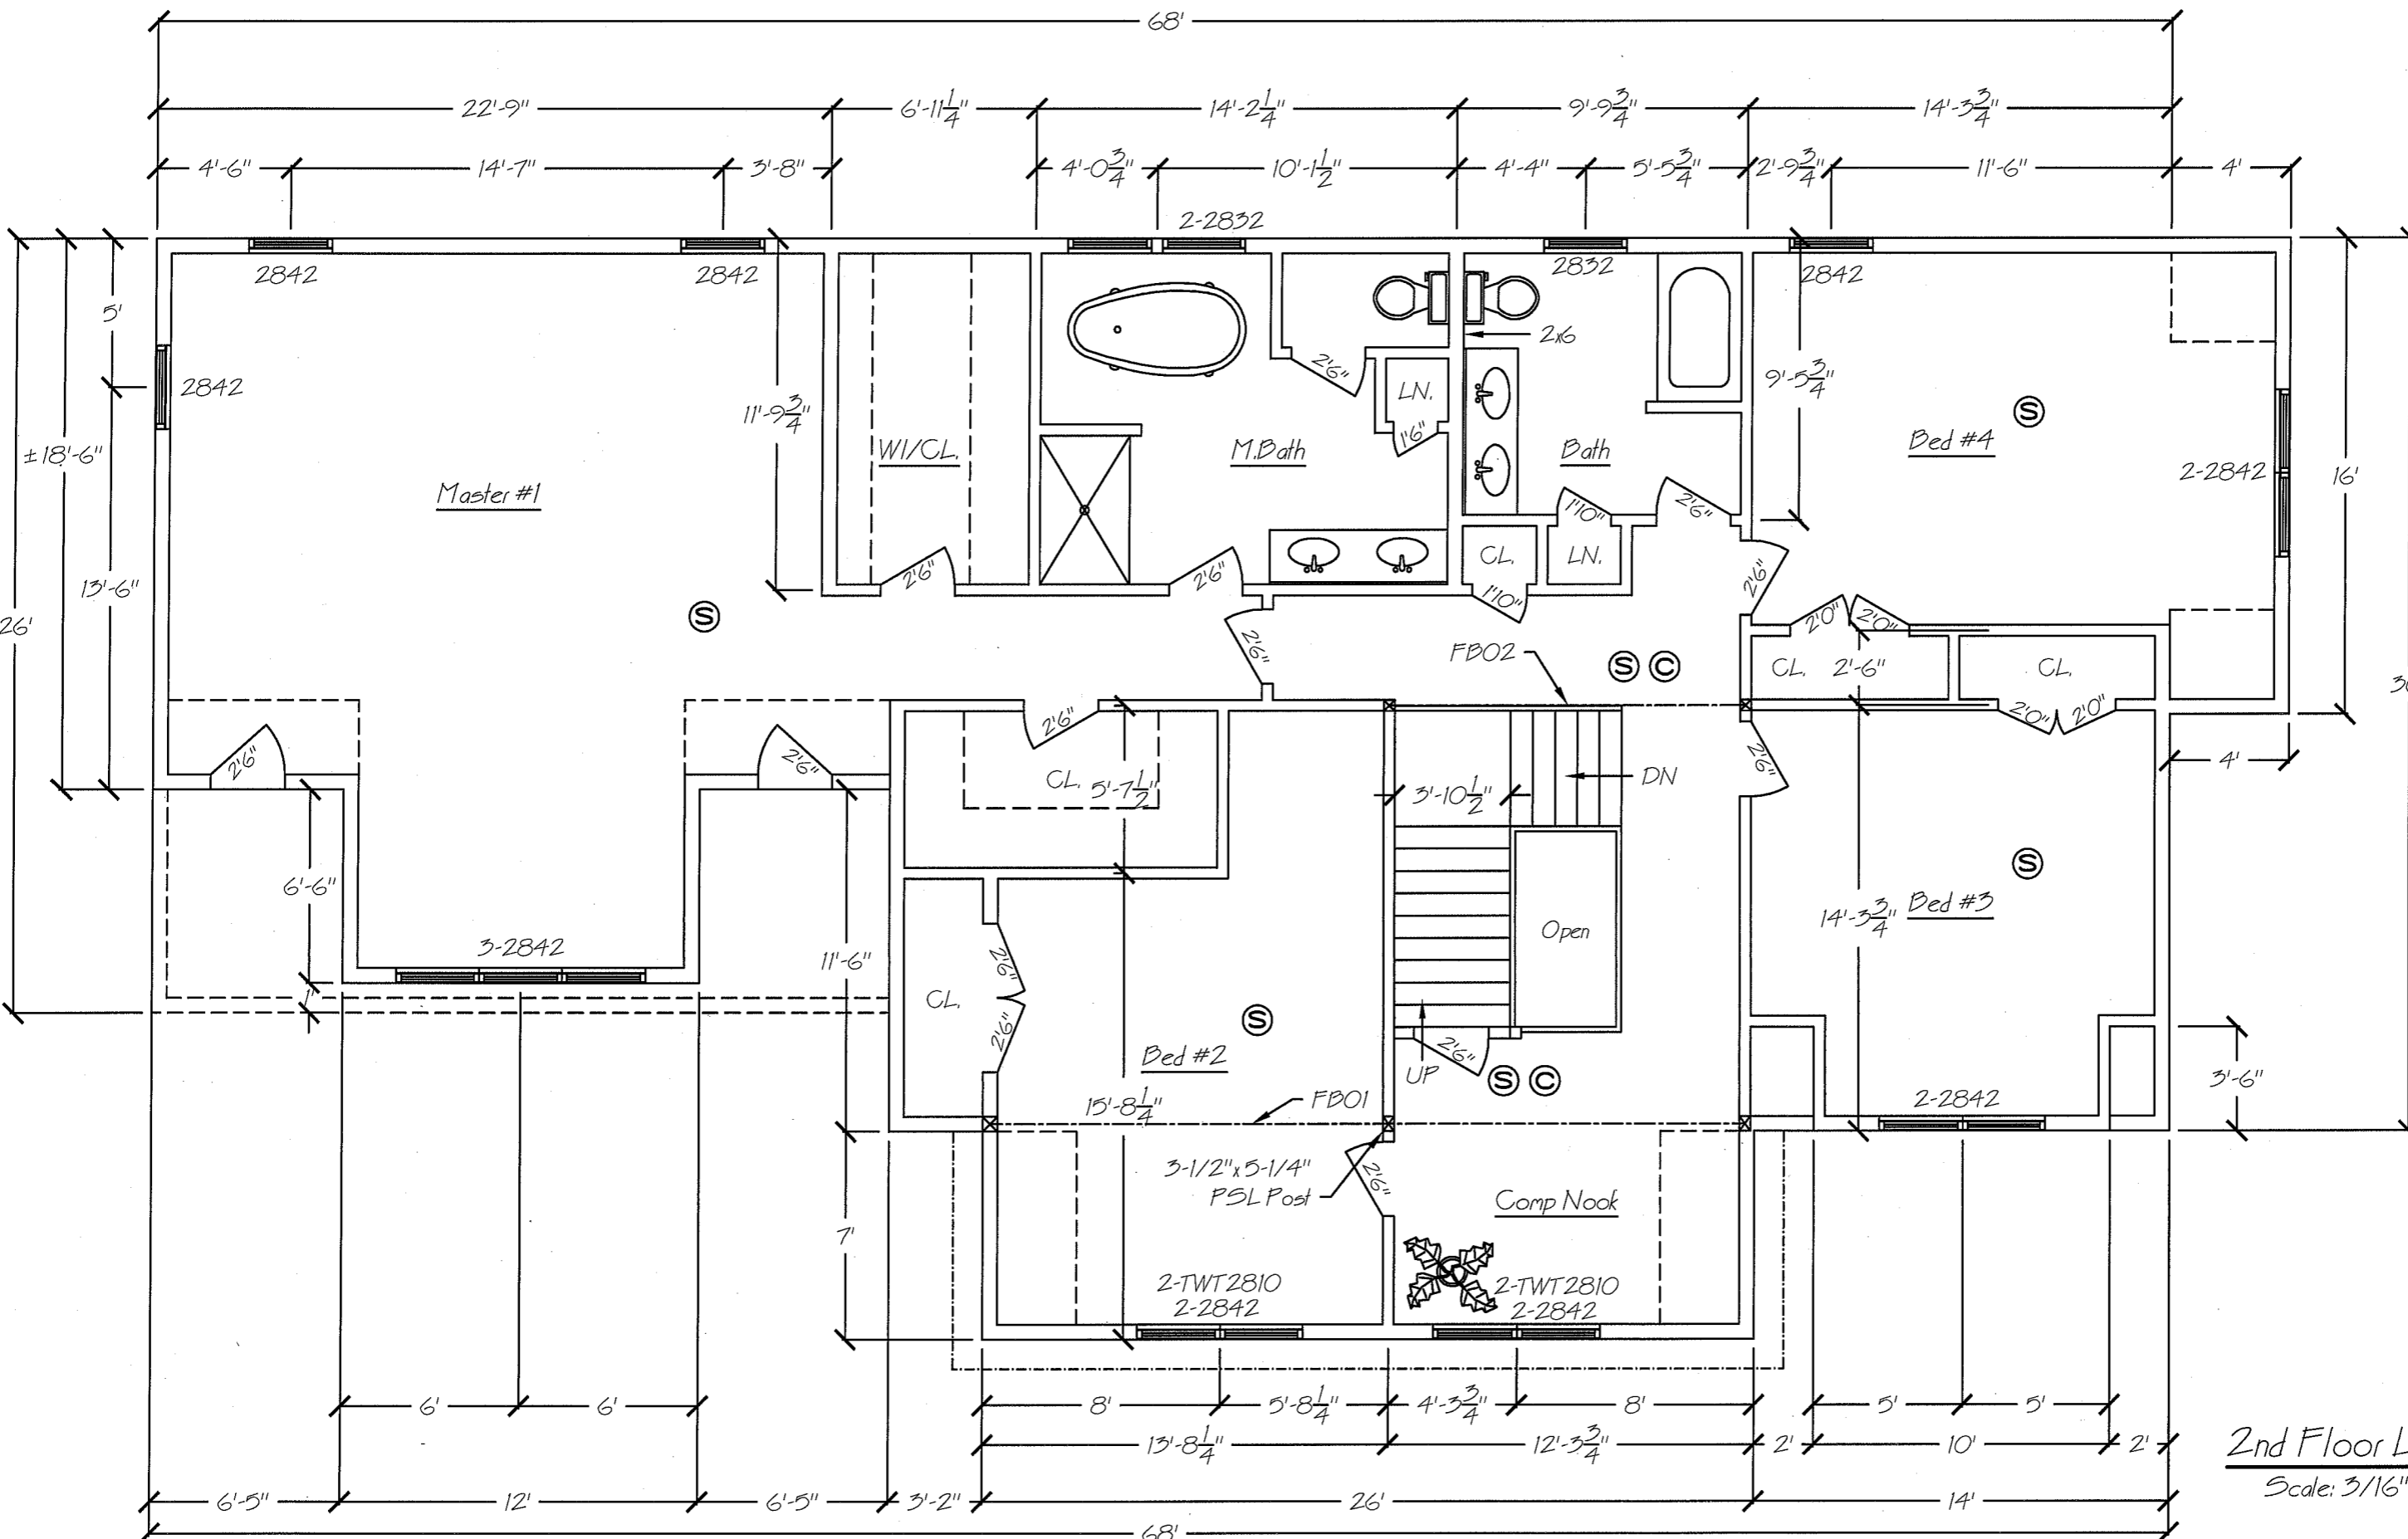 68'
22'-9" 6'-11 1/4" 14'-2 1/4" 9'-9 3/4" 14'-3 3/4"
4'-6" 14'-7" 3'-8" 4'-0 3/4" 10'-1 1/2" 4'-4" 5'-5 3/4" 2'-9 3/4" 11'-6" 4'
2-2832
2842 2842 2832 2842
5'
2x6
2842
2'6"
LN.
9'-5 3/4"
11'-9 3/4"
S
±18'-6"
WI/CL.
M.Bath
1'6"
Bath
Bed #4
2-2842
16'
Master #1
1'10"
2'6"
CL.
LN.
13'-6"
2'6"
2'6"
1'10"
2'6"
S
26'
2'6"
2'0" 2'0"
FB02
S C
CL. 2'-6"
CL.
2'6"
2'0" 2'0"
2'6"
2'6"
2'6"
CL. 5'-7 1/2"
3'-10 1/2"
DN
4'
6'-6"
S
14'-3 3/4"
Bed #3
Open
3-2842
11'-6"
2'6"
CL.
1'
S
2'6"
Bed #2
2'6"
UP
S C
3'-6"
15'-8 1/4"
FB01
2-2842
3-1/2"x5-1/4"
PSL Post
2'6"
Comp Nook
7'
2-TWT2810
2-2842
2-TWT2810
2-2842
6' 6' 8' 5'-8 1/4" 4'-3 3/4" 8' 5' 5'
13'-8 1/4" 12'-3 3/4" 2' 10' 2'
2nd Floor L
Scale: 3/16"
6'-5" 12' 6'-5" 3'-2" 26' 14'
68'